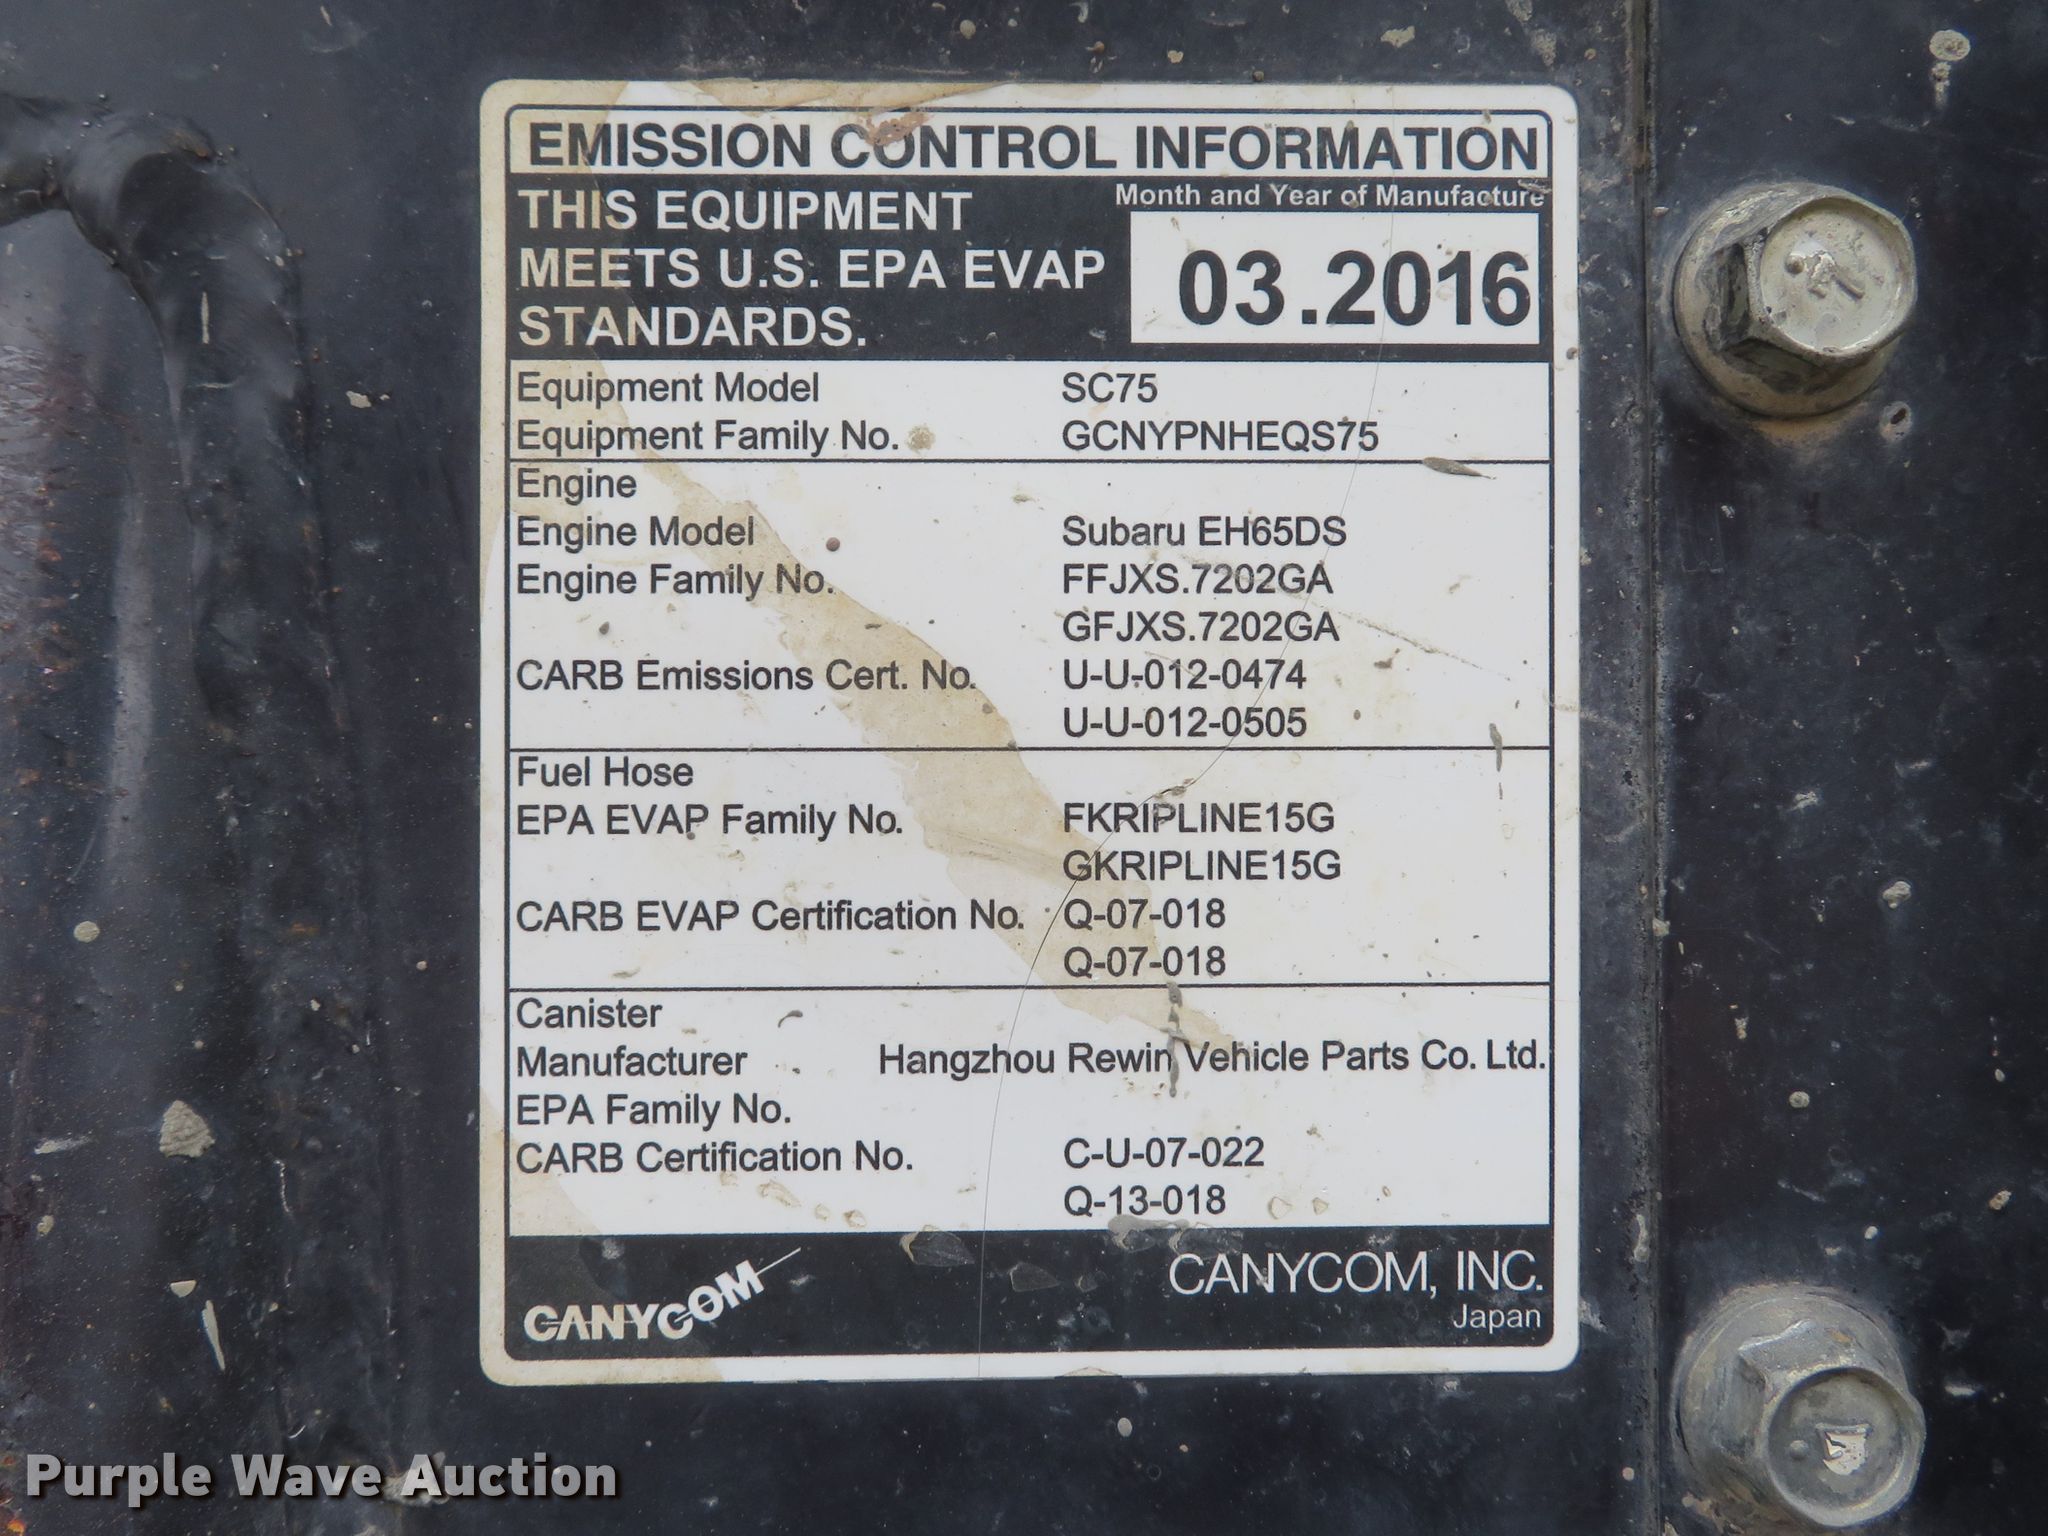 EMISSION CONTROL INFORMATION
THIS EQUIPMENT
MEETS U.S. EPA EVAP
STANDARDS.
Month and Year of Manufacture
03.2016
Equipment Model SC75
Equipment Family No. GCNYPNHEQS75
Engine
Engine Model Subaru EH65DS
Engine Family No. FFJXS.7202GA
GFJXS.7202GA
CARB Emissions Cert. No. U-U-012-0474
U-U-012-0505
Fuel Hose
EPA EVAP Family No. FKRIPLINE15G
GKRIPLINE15G
CARB EVAP Certification No. Q-07-018
Q-07-018
Canister
Manufacturer Hangzhou Rewin Vehicle Parts Co. Ltd.
EPA Family No.
CARB Certification No. C-U-07-022
Q-13-018
CANYCOM
CANYCOM, INC.
Japan
Purple Wave Auction